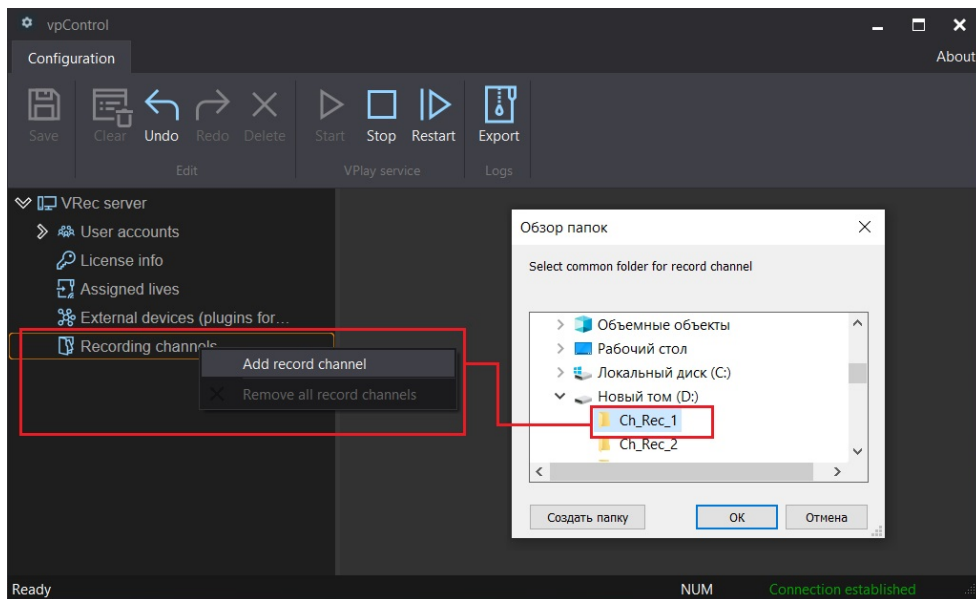 vpControl
Configuration
About
Save
Clear
Undo
Redo
Delete
Start
Stop
Restart
Export
Edit
VPlay service
Logs
VRec server
User accounts
License info
Assigned lives
External devices (plugins for...
Recording channels
Add record channel
Remove all record channels
Обзор папок
Select common folder for record channel
Объемные объекты
Рабочий стол
Локальный диск (C:)
Новый том (D:)
Ch_Rec_1
Ch_Rec_2
Создать папку
OK
Отмена
Ready
NUM
Connection established